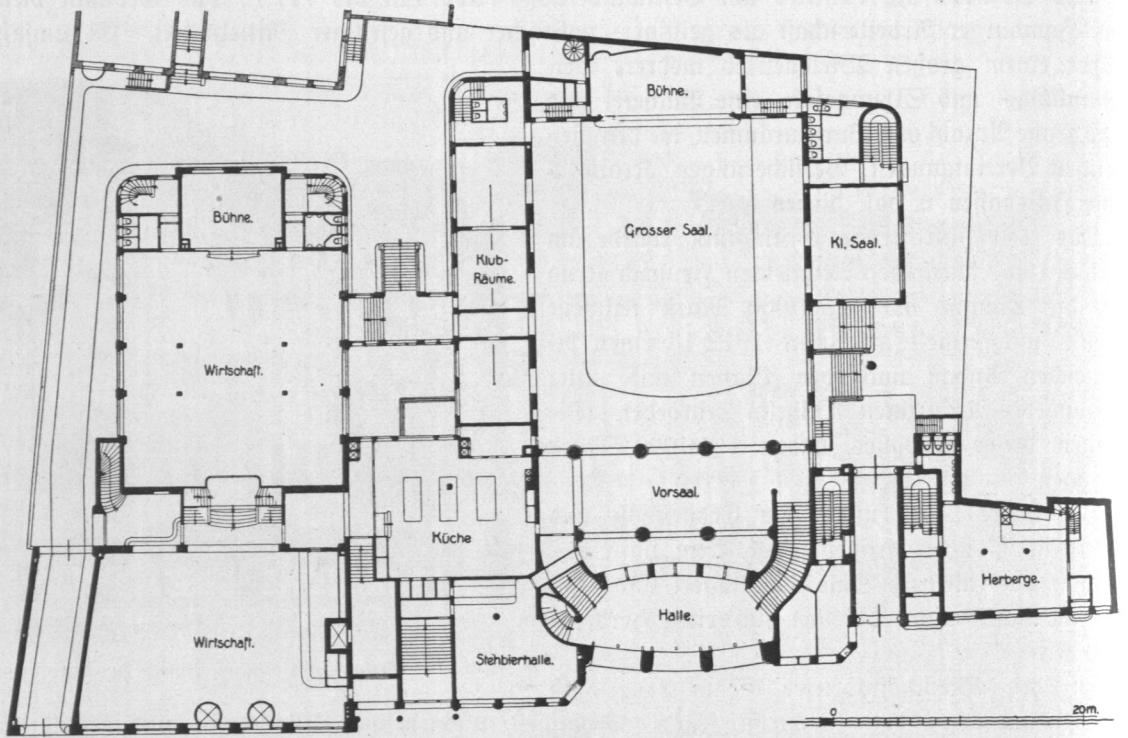 Bühne.
Bühne.
Grosser Saal.
Kl. Saal.
Klub-
Räume.
Wirtschaft.
Vorsaal.
Küche
Herberge.
Halle.
Wirtschaft.
Stehbierhalle.
0
20m.